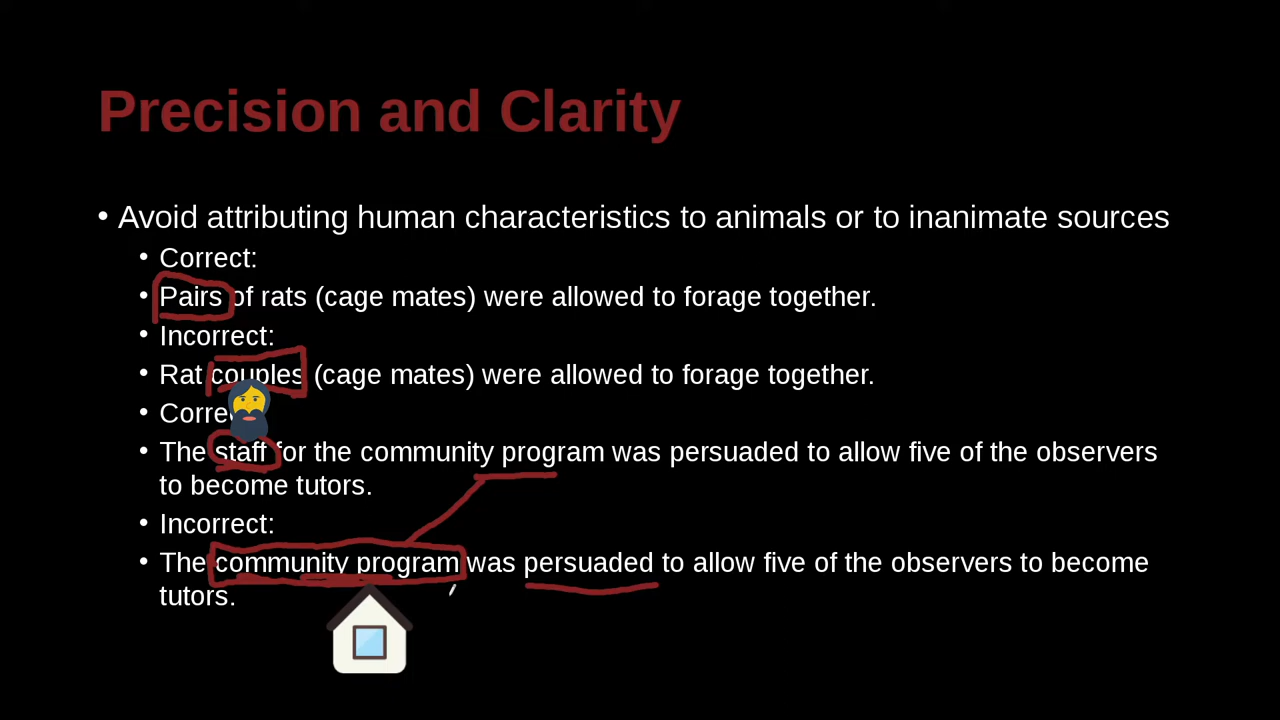 Precision and Clarity
• Avoid attributing human characteristics to animals or to inanimate sources
• Correct:
• Pairs of rats (cage mates) were allowed to forage together.
• Incorrect:
• Rat couples (cage mates) were allowed to forage together.
• Corre
• The staff for the community program was persuaded to allow five of the observers
to become tutors.
• Incorrect:
• The community program was persuaded to allow five of the observers to become
tutors.